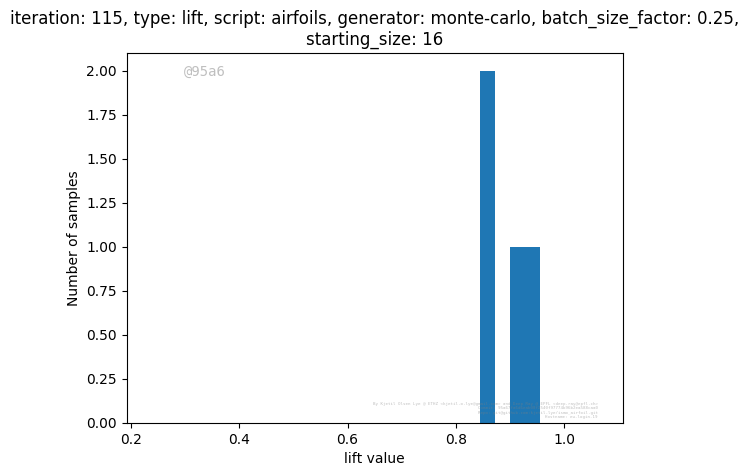 iteration: 115, type: lift, script: airfoils, generator: monte-carlo, batch_size_factor: 0.25,
starting_size: 16
@95a6
2.00
1.75
1.50
1.25
1.00
0.75
0.50
0.25
0.00
Number of samples
0.2 0.4 0.6 0.8 1.0
lift value